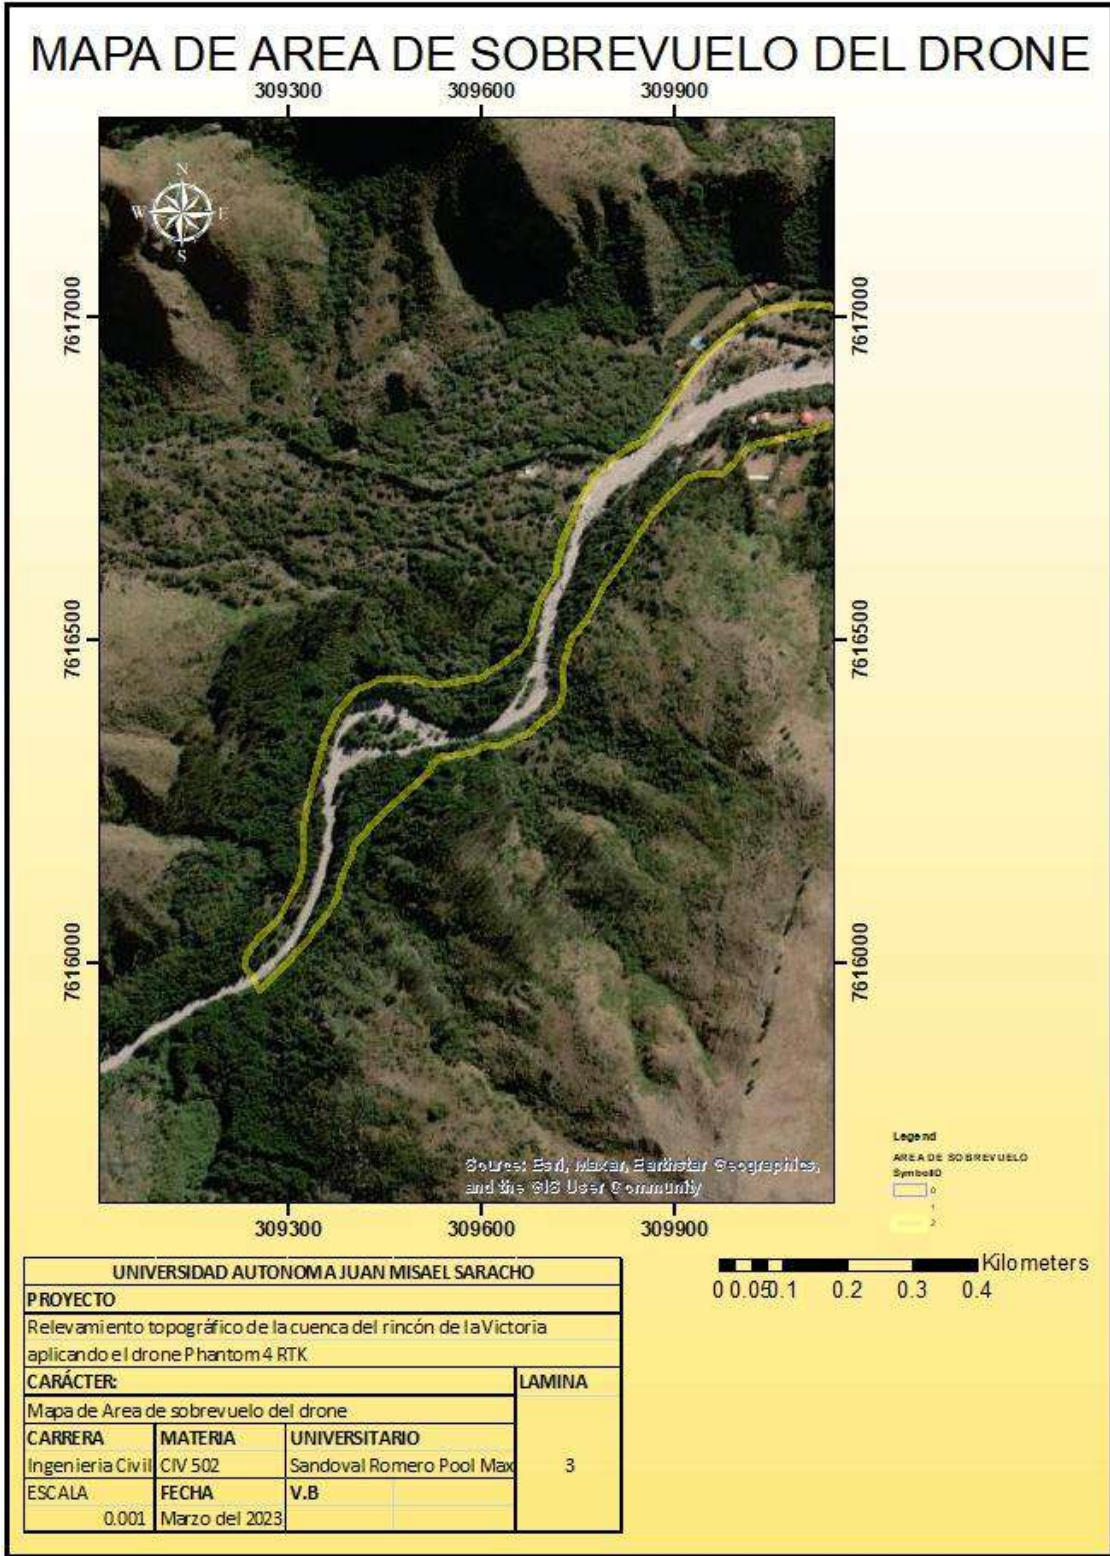 MAPA DE AREA DE SOBREVUELO DEL DRONE
309300 309600 309900
N
W E
S
7617000 7617000
7616500 7616500
7616000 7616000
Source: Esri, Maxar, Earthstar Geographics,
and the GIS User Community
309300 309600 309900
Legend
AREA DE SOBREVUELO
SymbolID
0
1
2
Kilometers
0 0.05 0.1 0.2 0.3 0.4
UNIVERSIDAD AUTONOMA JUAN MISAEL SARACHO
PROYECTO
Relevamiento topográfico de la cuenca del rincón de la Victoria
aplicando el drone Phantom 4 RTK
CARÁCTER: LAMINA
Mapa de Area de sobrevuelo del drone
CARRERA MATERIA UNIVERSITARIO
Ingenieria Civil CIV 502 Sandoval Romero Pool Max 3
ESCALA FECHA V.B
0.001 Marzo del 2023